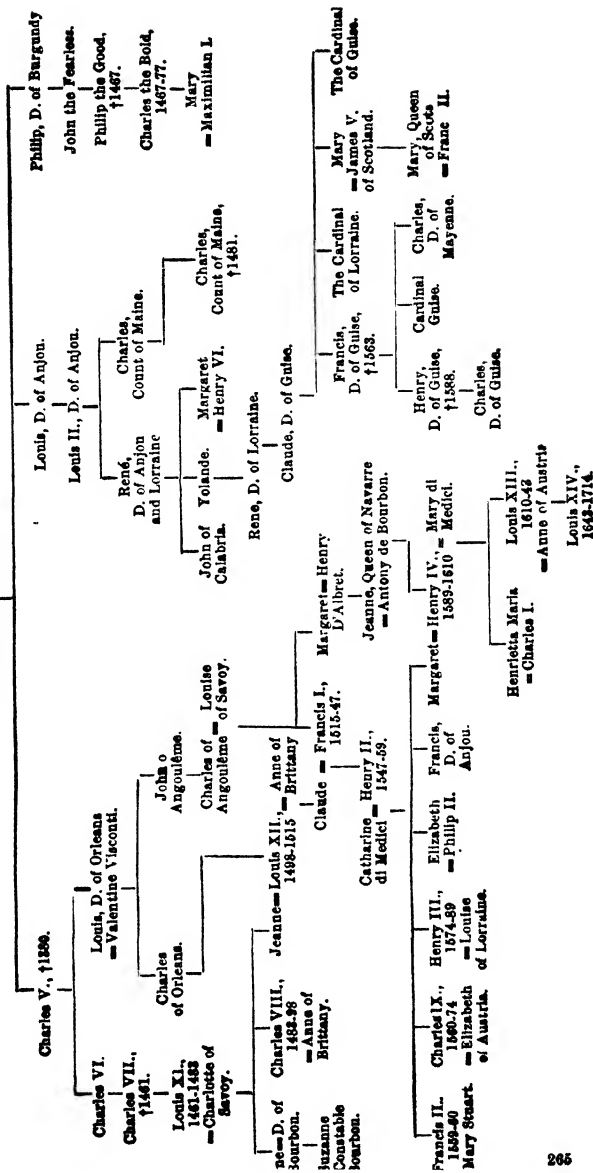 Charles V., †1380.
Louis, D. of Anjou.
Philip, D. of Burgundy
Louis II., D. of Anjou.
John the Fearless.
Philip the Good,
†1467.
Charles the Bold,
1467-77.
Mary
= Maximilian I.
Charles VI.
Charles VII.,
†1461.
Louis XI.,
1461-1483
= Charlotte of
Savoy.
Louis, D. of Orleans
= Valentine Visconti.
Charles
of Orleans.
John o
Angoulême.
Charles of = Louise
Angoulême of Savoy.
René,
D. of Anjou
and Lorraine
Charles,
Count of Maine.
Charles,
Count of Maine,
†1481.
John of
Calabria.
Yolande.
Margaret
= Henry VI.
René, D. of Lorraine.
Claude, D. of Guise.
ne = D. of
Bourbon.
Suzanne
Constable
Bourbon.
Charles VIII.,
1483-98
= Anne of
Brittany.
Jeanne = Louis XII., = Anne of
1498-1515 Brittany
Claude = Francis I.,
1515-47.
Margaret = Henry
D'Albret.
Jeanne, Queen of Navarre
= Antony de Bourbon.
Catharine = Henry II.,
di Medici 1547-59.
Francis,
D. of Guise,
†1563.
The Cardinal
of Lorraine.
Mary
= James V.
of Scotland.
The Cardinal
of Guise.
Mary, Queen
of Scots
= Franc II.
Henry,
D. of Guise,
†1588.
Cardinal
Guise.
Charles,
D. of
Mayenne.
Charles,
D. of Guise.
Francis II.
1559-60
Mary Stuart.
Charles IX.,
1560-74
= Elizabeth
of Austria.
Henry III.,
1574-89
= Louise
of Lorraine.
Elizabeth
= Philip II.
Francis,
D. of
Anjou.
Margaret = Henry IV., = Mary di
1589-1610 Medici.
Henrietta Maria
= Charles I.
Louis XIII.,
1610-43
= Anne of Austria
Louis XIV.,
1643-1714.
265